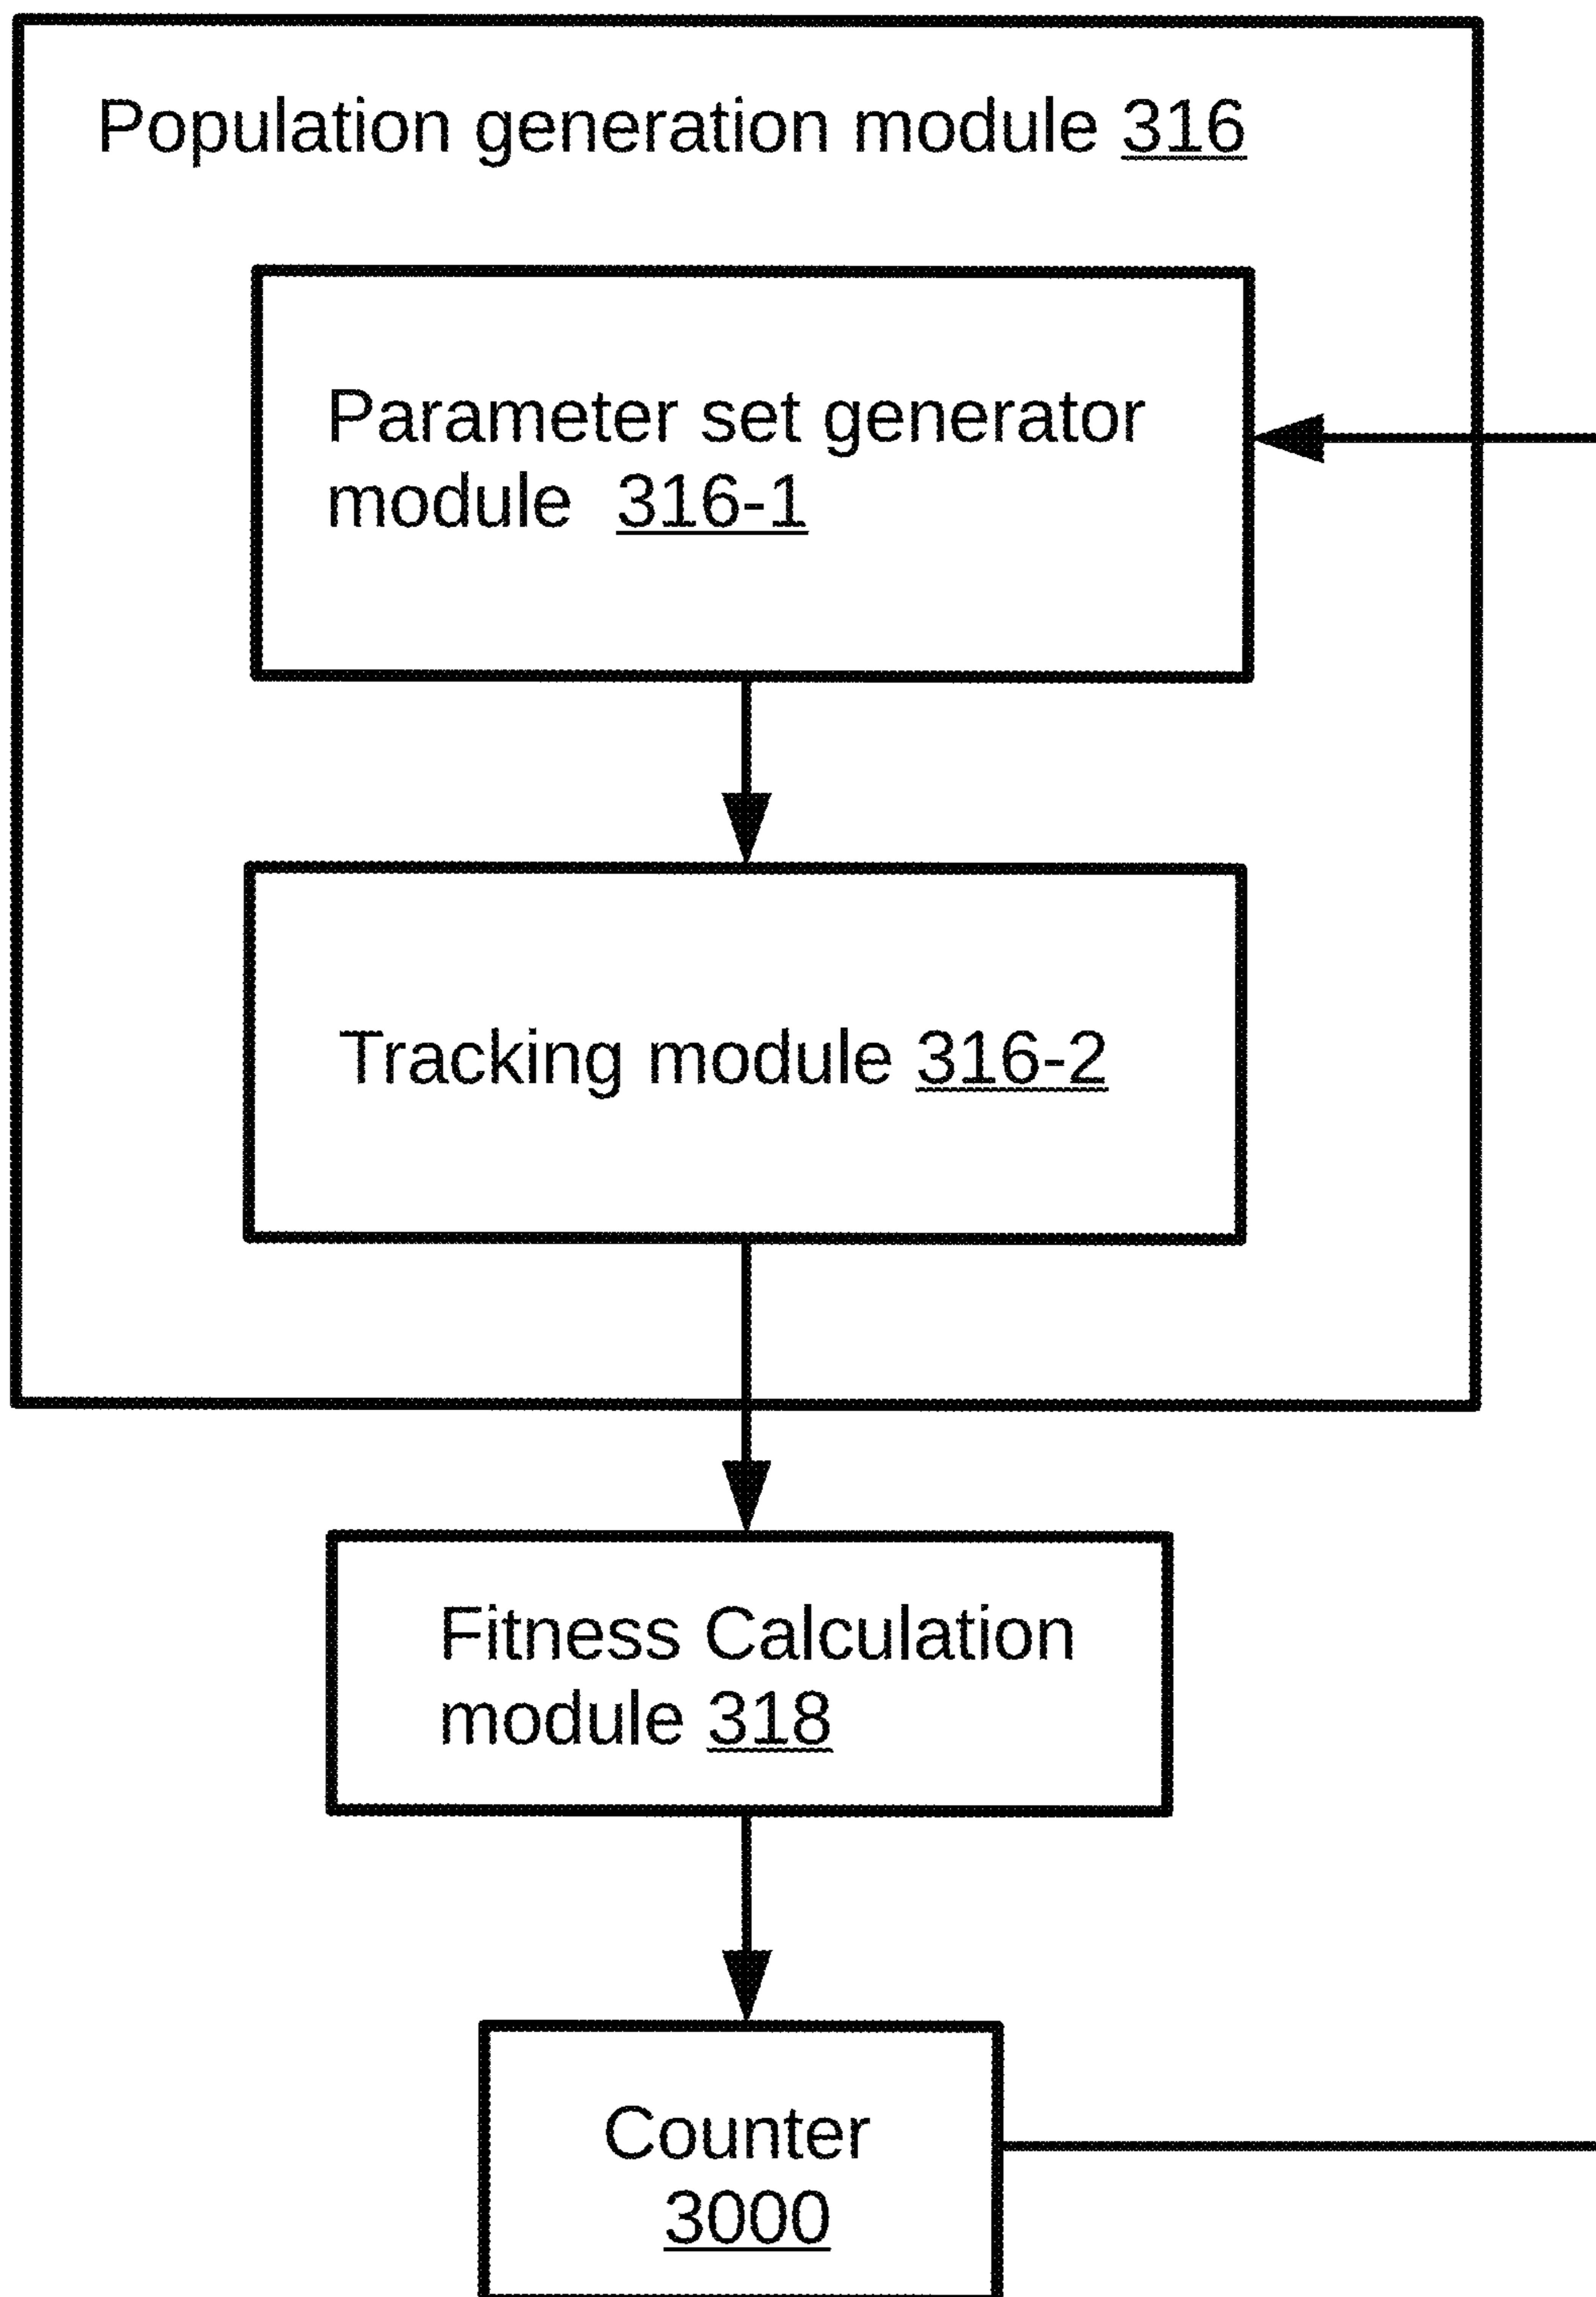 Population generation module 316
Parameter set generator
module 316-1
Tracking module 316-2
Fitness Calculation
module 318
Counter
3000